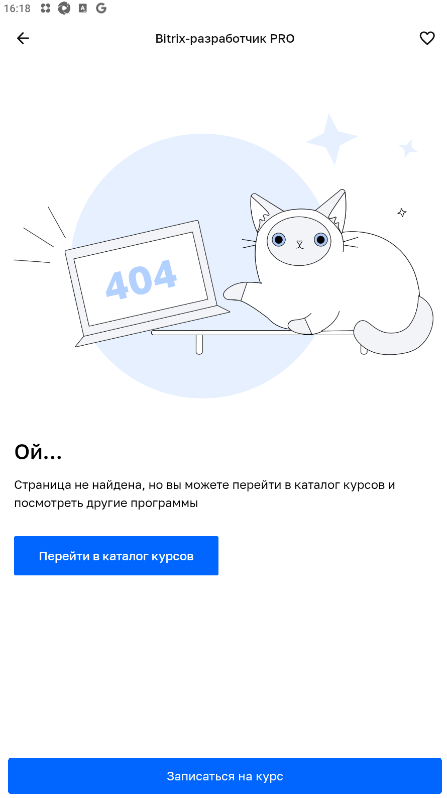 16:18
Bitrix-разработчик PRO
404
Ой...
Страница не найдена, но вы можете перейти в каталог курсов и
посмотреть другие программы
Перейти в каталог курсов
Записаться на курс